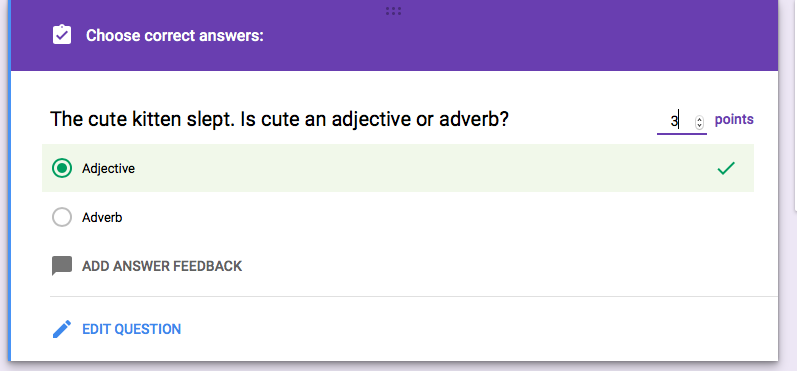 Choose correct answers:
The cute kitten slept. Is cute an adjective or adverb?
3 points
Adjective
Adverb
ADD ANSWER FEEDBACK
EDIT QUESTION